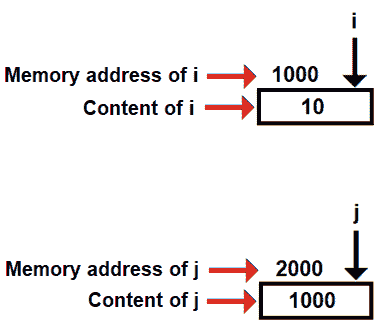 i
Memory address of i 1000
Content of i 10
j
Memory address of j 2000
Content of j 1000